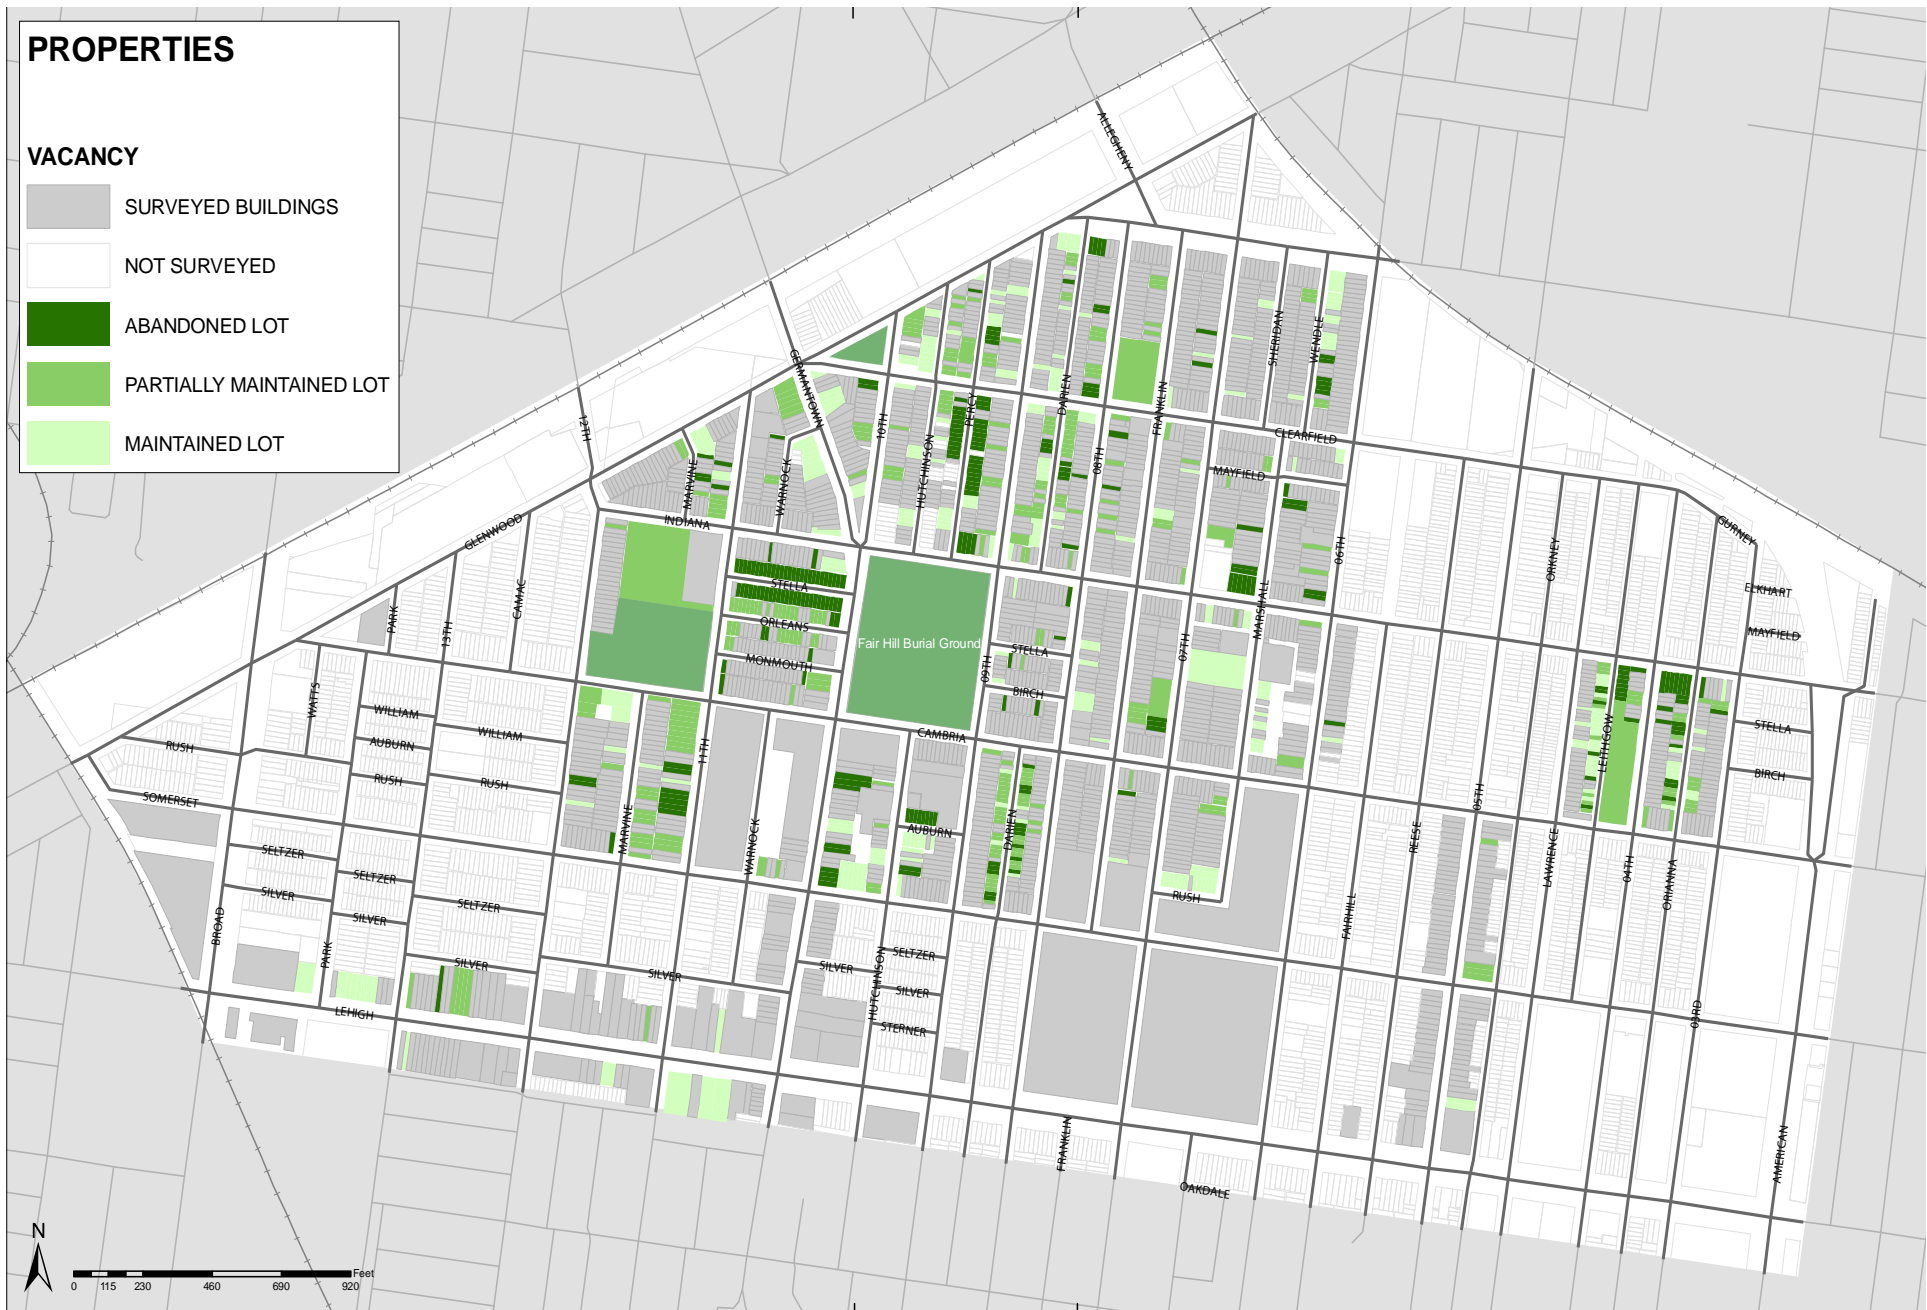 PROPERTIES
VACANCY
SURVEYED BUILDINGS
NOT SURVEYED
ABANDONED LOT
PARTIALLY MAINTAINED LOT
MAINTAINED LOT
ALLEGHENY
GERMANTOWN
12TH
10TH
PERCY
DARIEN
FRANKLIN
SHERIDAN
WENDLE
CLEARFIELD
MARVINE
WARNOCK
HUTCHINSON
08TH
MAYFIELD
INDIANA
GLENWOOD
06TH
ORKNEY
GURNEY
ELKHART
MAYFIELD
PARK
13TH
CAMAC
STELLA
ORLEANS
MONMOUTH
Fair Hill Burial Ground
09TH
STELLA
BIRCH
07TH
MARSHALL
WATTS
WILLIAM
AUBURN
RUSH
WILLIAM
RUSH
RUSH
SOMERSET
11TH
CAMBRIA
LEITHGOW
STELLA
BIRCH
MARVINE
WARNOCK
AUBURN
DARIEN
05TH
REESE
LAWRENCE
04TH
ORIANNA
SELTZER
SELTZER
SILVER
SILVER
SELTZER
RUSH
FAIRHILL
BROAD
PARK
SILVER
SILVER
SILVER
HUTCHINSON
SELTZER
SILVER
STERNER
LEHIGH
03RD
FRANKLIN
OAKDALE
AMERICAN
N
Feet
0 115 230 460 690 920